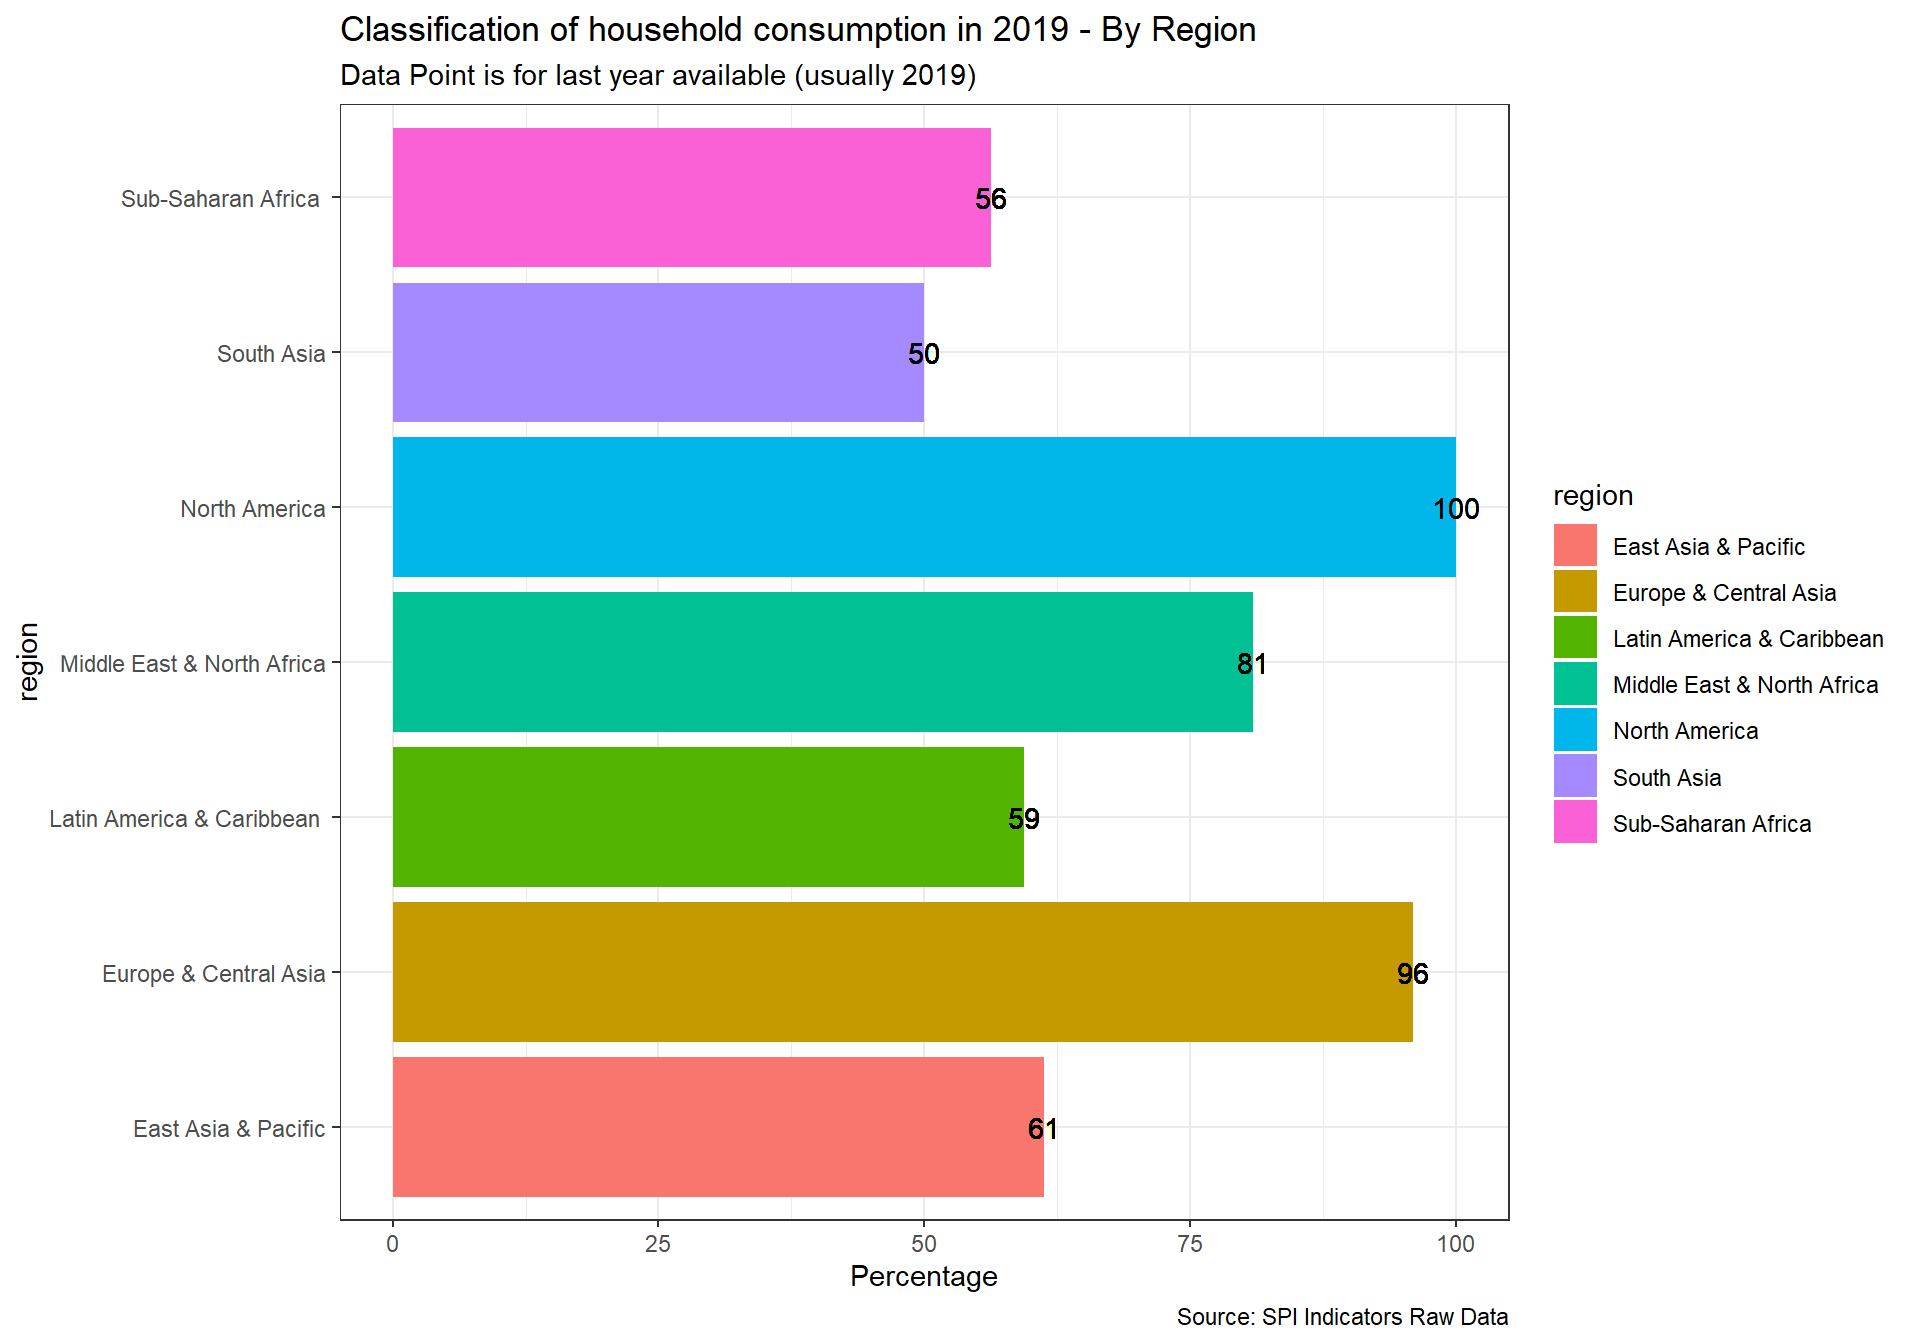 Classification of household consumption in 2019 - By Region
Data Point is for last year available (usually 2019)
region
Sub-Saharan Africa
56
South Asia
50
North America
100
Middle East & North Africa
81
Latin America & Caribbean
59
Europe & Central Asia
96
East Asia & Pacific
61
0 25 50 75 100
Percentage
region
East Asia & Pacific
Europe & Central Asia
Latin America & Caribbean
Middle East & North Africa
North America
South Asia
Sub-Saharan Africa
Source: SPI Indicators Raw Data